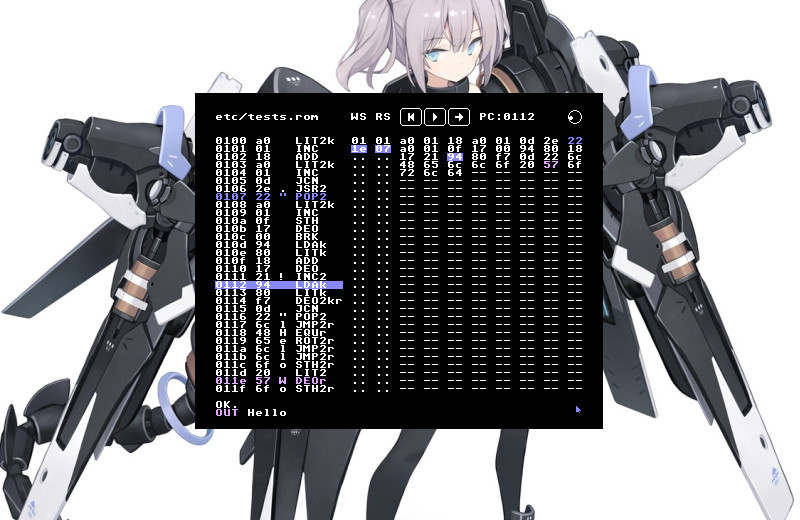 etc/tests.rom WS RS PC:0112
0100 a0 LIT2k 01 01 a0 01 18 a0 01 0d 2e 22
0101 01 INC 1e 07 a0 01 0f 17 00 94 80 18
0102 18 ADD .. .. 17 21 94 80 f7 0d 22 6c
0103 a0 LIT2k .. .. 48 65 6c 6c 6f 20 57 6f
0104 01 INC .. .. 72 6c 64 -- -- -- -- --
0105 0d JCN .. .. -- -- -- -- -- -- -- --
0106 2e . JSR2 .. .. -- -- -- -- -- -- -- --
0107 22 " POP2 .. .. -- -- -- -- -- -- -- --
0108 a0 LIT2k .. .. -- -- -- -- -- -- -- --
0109 01 INC .. .. -- -- -- -- -- -- -- --
010a 0f STH .. .. -- -- -- -- -- -- -- --
010b 17 DEO .. .. -- -- -- -- -- -- -- --
010c 00 BRK .. .. -- -- -- -- -- -- -- --
010d 94 LDAk .. .. -- -- -- -- -- -- -- --
010e 80 LITk .. .. -- -- -- -- -- -- -- --
010f 18 ADD .. .. -- -- -- -- -- -- -- --
0110 17 DEO .. .. -- -- -- -- -- -- -- --
0111 21 ! INC2 .. .. -- -- -- -- -- -- -- --
0112 94 LDAk .. .. -- -- -- -- -- -- -- --
0113 80 LITk .. .. -- -- -- -- -- -- -- --
0114 f7 DEO2kr .. .. -- -- -- -- -- -- -- --
0115 0d JCN .. .. -- -- -- -- -- -- -- --
0116 22 " POP2 .. .. -- -- -- -- -- -- -- --
0117 6c l JMP2r .. .. -- -- -- -- -- -- -- --
0118 48 H EQUr .. .. -- -- -- -- -- -- -- --
0119 65 e ROT2r .. .. -- -- -- -- -- -- -- --
011a 6c l JMP2r .. .. -- -- -- -- -- -- -- --
011b 6c l JMP2r .. .. -- -- -- -- -- -- -- --
011c 6f o STH2r .. .. -- -- -- -- -- -- -- --
011d 20 LIT2 .. .. -- -- -- -- -- -- -- --
011e 57 W DEOr .. .. -- -- -- -- -- -- -- --
011f 6f o STH2r .. .. -- -- -- -- -- -- -- --
OK.
OUT Hello